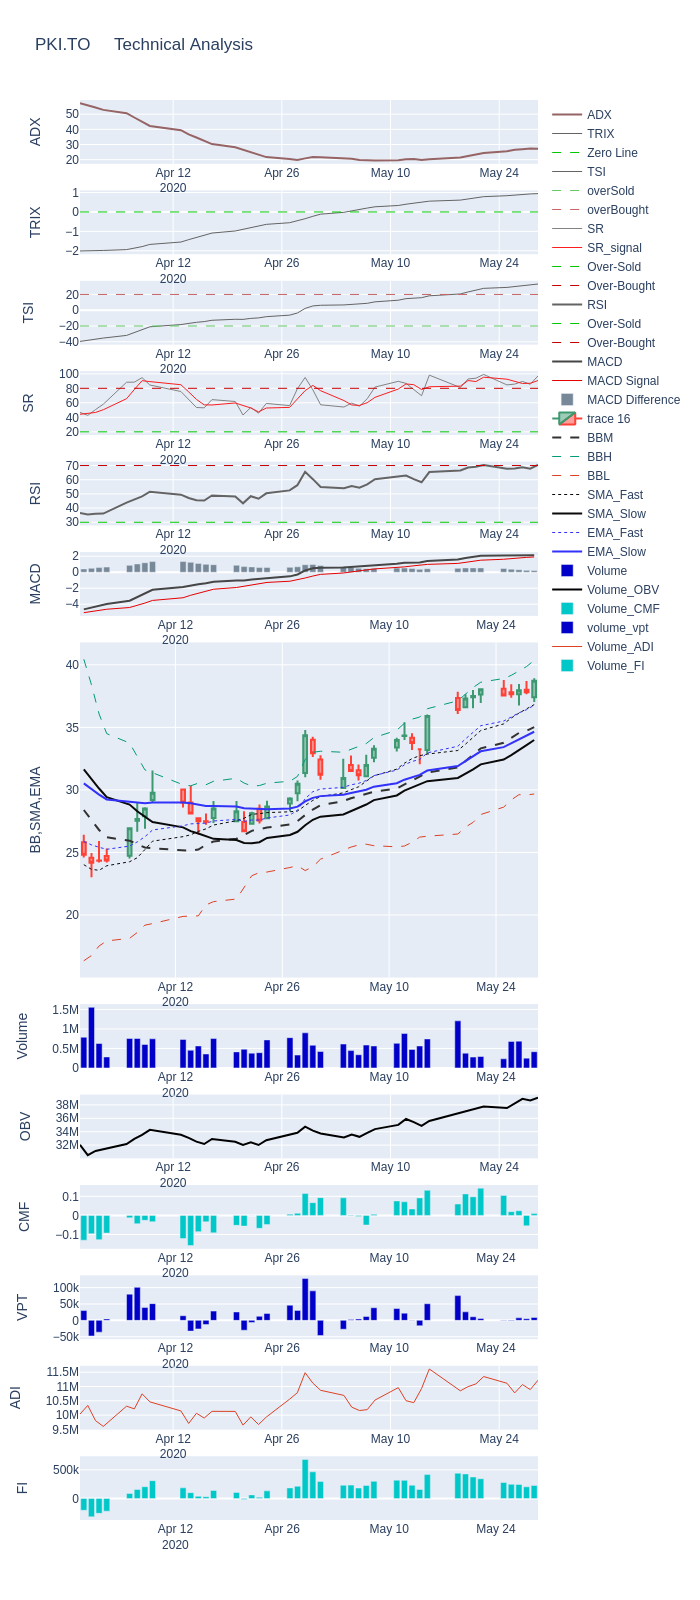 PKI.TO Technical Analysis
ADX
50
40
30
20
Apr 12
2020
Apr 26
May 10
May 24
TRIX
1
0
−1
−2
Apr 12
2020
Apr 26
May 10
May 24
TSI
20
0
−20
−40
Apr 12
2020
Apr 26
May 10
May 24
SR
100
80
60
40
20
Apr 12
2020
Apr 26
May 10
May 24
RSI
70
60
50
40
30
Apr 12
2020
Apr 26
May 10
May 24
MACD
2
0
−2
−4
Apr 12
2020
Apr 26
May 10
May 24
BB,SMA,EMA
40
35
30
25
20
Apr 12
2020
Apr 26
May 10
May 24
Volume
1.5M
1M
0.5M
0
Apr 12
2020
Apr 26
May 10
May 24
OBV
38M
36M
34M
32M
Apr 12
2020
Apr 26
May 10
May 24
CMF
0.1
0
−0.1
Apr 12
2020
Apr 26
May 10
May 24
VPT
100k
50k
0
−50k
Apr 12
2020
Apr 26
May 10
May 24
ADI
11.5M
11M
10.5M
10M
9.5M
Apr 12
2020
Apr 26
May 10
May 24
FI
500k
0
Apr 12
2020
Apr 26
May 10
May 24
ADX
TRIX
Zero Line
TSI
overSold
overBought
SR
SR_signal
Over-Sold
Over-Bought
RSI
Over-Sold
Over-Bought
MACD
MACD Signal
MACD Difference
trace 16
BBM
BBH
BBL
SMA_Fast
SMA_Slow
EMA_Fast
EMA_Slow
Volume
Volume_OBV
Volume_CMF
volume_vpt
Volume_ADI
Volume_FI